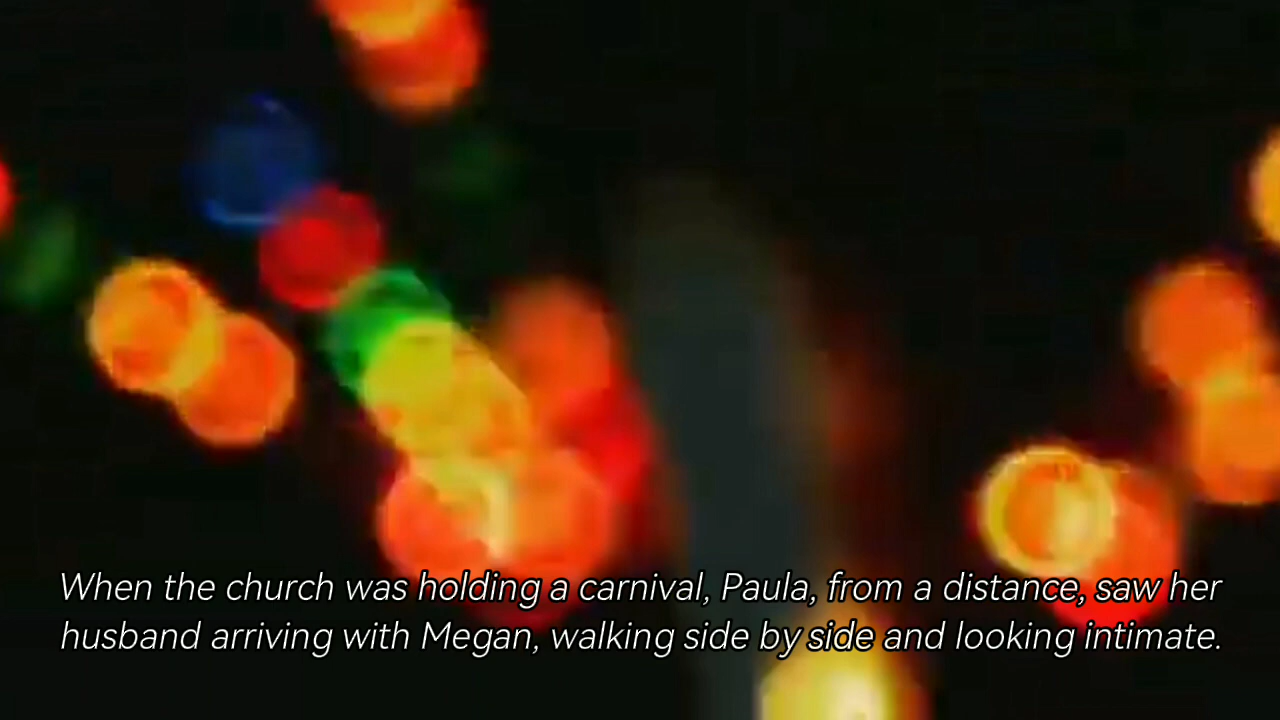 When the church was holding a carnival, Paula, from a distance, saw her
husband arriving with Megan, walking side by side and looking intimate.